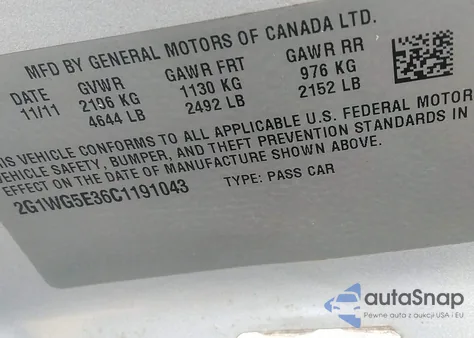 MFD BY GENERAL MOTORS OF CANADA LTD.
DATE GVWR GAWR FRT GAWR RR
11/11 2106 KG 1130 KG 976 KG
4644 LB 2492 LB 2152 LB
THIS VEHICLE CONFORMS TO ALL APPLICABLE U.S. FEDERAL MOTOR
VEHICLE SAFETY, BUMPER, AND THEFT PREVENTION STANDARDS IN
EFFECT ON THE DATE OF MANUFACTURE SHOWN ABOVE.
2G1WG5E36C1191043 TYPE: PASS CAR
autoSnap
Pewne auta z aukcji USA i EU